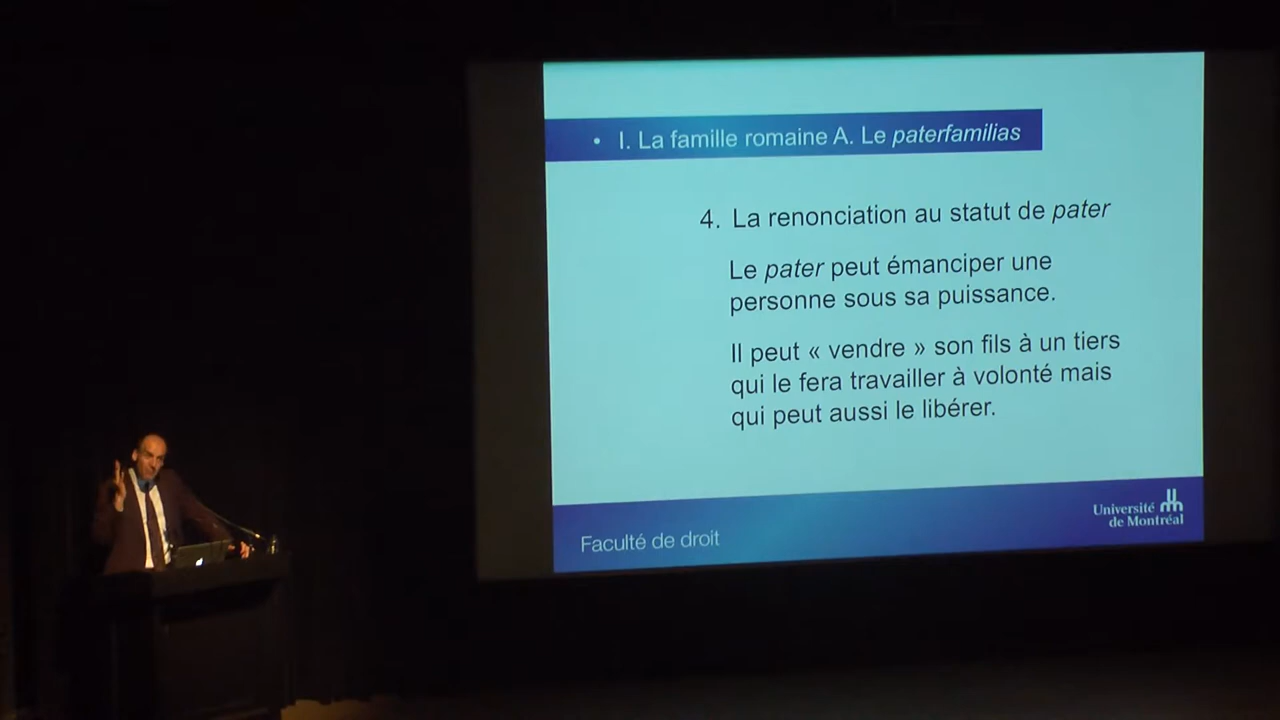 • I. La famille romaine A. Le paterfamilias
4. La renonciation au statut de pater
Le pater peut émanciper une
personne sous sa puissance.
Il peut « vendre » son fils à un tiers
qui le fera travailler à volonté mais
qui peut aussi le libérer.
Faculté de droit
Université
de Montréal